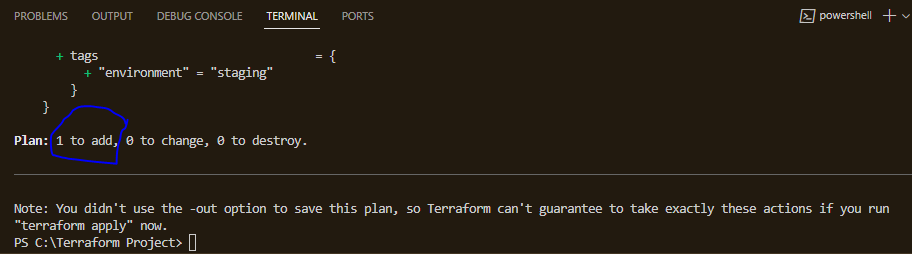 PROBLEMS OUTPUT DEBUG CONSOLE TERMINAL PORTS powershell
+ tags = {
+ "environment" = "staging"
}
}
Plan: 1 to add, 0 to change, 0 to destroy.
Note: You didn't use the -out option to save this plan, so Terraform can't guarantee to take exactly these actions if you run
"terraform apply" now.
PS C:\Terraform Project>